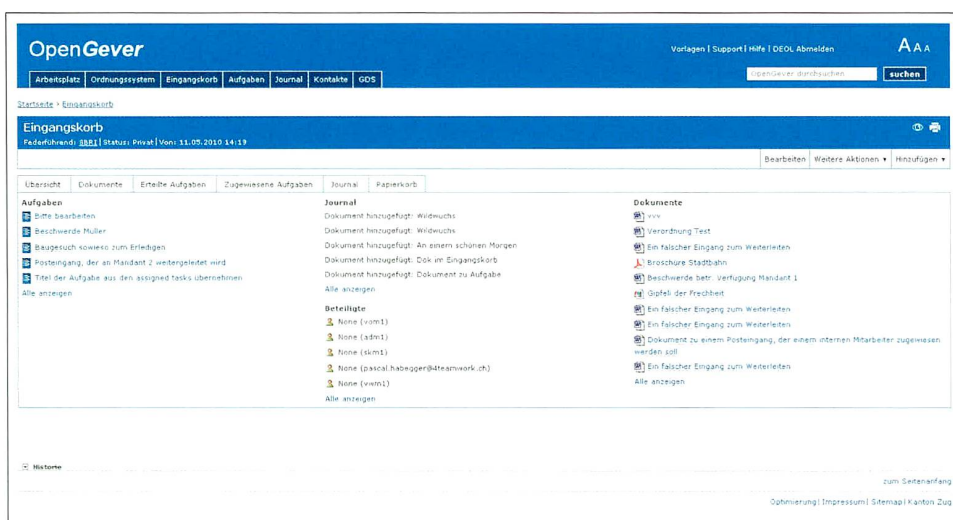 OpenGever
Vorlagen | Support | Hilfe | DEOL Abmelden
A A A
Arbeitsplatz Ordnungssystem Eingangskorb Aufgaben Journal Kontakte GDS
OpenGever durchsuchen suchen
Startseite › Eingangskorb
Eingangskorb
Federführend: SBRI | Status: Privat | Von: 11.05.2010 14:19
Bearbeiten Weitere Aktionen Hinzufügen
Übersicht Dokumente Erteilte Aufgaben Zugewiesene Aufgaben Journal Papierkorb
Aufgaben
Bitte bearbeiten
Beschwerde Müller
Baugesuch sowieso zum Erledigen
Posteingang, der an Mandant 2 weitergeleitet wird
Titel der Aufgabe aus den assigned tasks übernehmen
Alle anzeigen
Journal
Dokument hinzugefügt: Wildwuchs
Dokument hinzugefügt: Wildwuchs
Dokument hinzugefügt: An einem schönen Morgen
Dokument hinzugefügt: Dok im Eingangskorb
Dokument hinzugefügt: Dokument zu Aufgabe
Alle anzeigen
Beteiligte
None (vom1)
None (adm1)
None (skm1)
None (pascal.habegger@4teamwork.ch)
None (vwm1)
Alle anzeigen
Dokumente
vvv
Verordnung Test
Ein falscher Eingang zum Weiterleiten
Broschüre Stadtbahn
Beschwerde betr. Verfügung Mandant 1
Gipfeli der Frechheit
Ein falscher Eingang zum Weiterleiten
Ein falscher Eingang zum Weiterleiten
Dokument zu einem Posteingang, der einem internen Mitarbeiter zugewiesen
werden soll
Ein falscher Eingang zum Weiterleiten
Alle anzeigen
Historie
zum Seitenanfang
Optimierung | Impressum | Sitemap | Kanton Zug